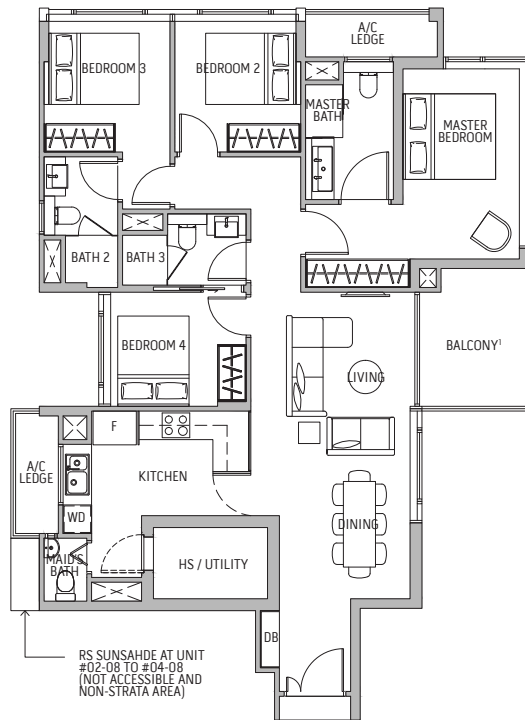 A/C
LEDGE
BEDROOM 3
BEDROOM 2
MASTER
BATH
MASTER
BEDROOM
BATH 2
BATH 3
BEDROOM 4
LIVING
BALCONY¹
F
A/C
LEDGE
KITCHEN
WD
DINING
MAID'S
BATH
HS / UTILITY
DB
RS SUNSAHDE AT UNIT
#02-08 TO #04-08
(NOT ACCESSIBLE AND
NON-STRATA AREA)